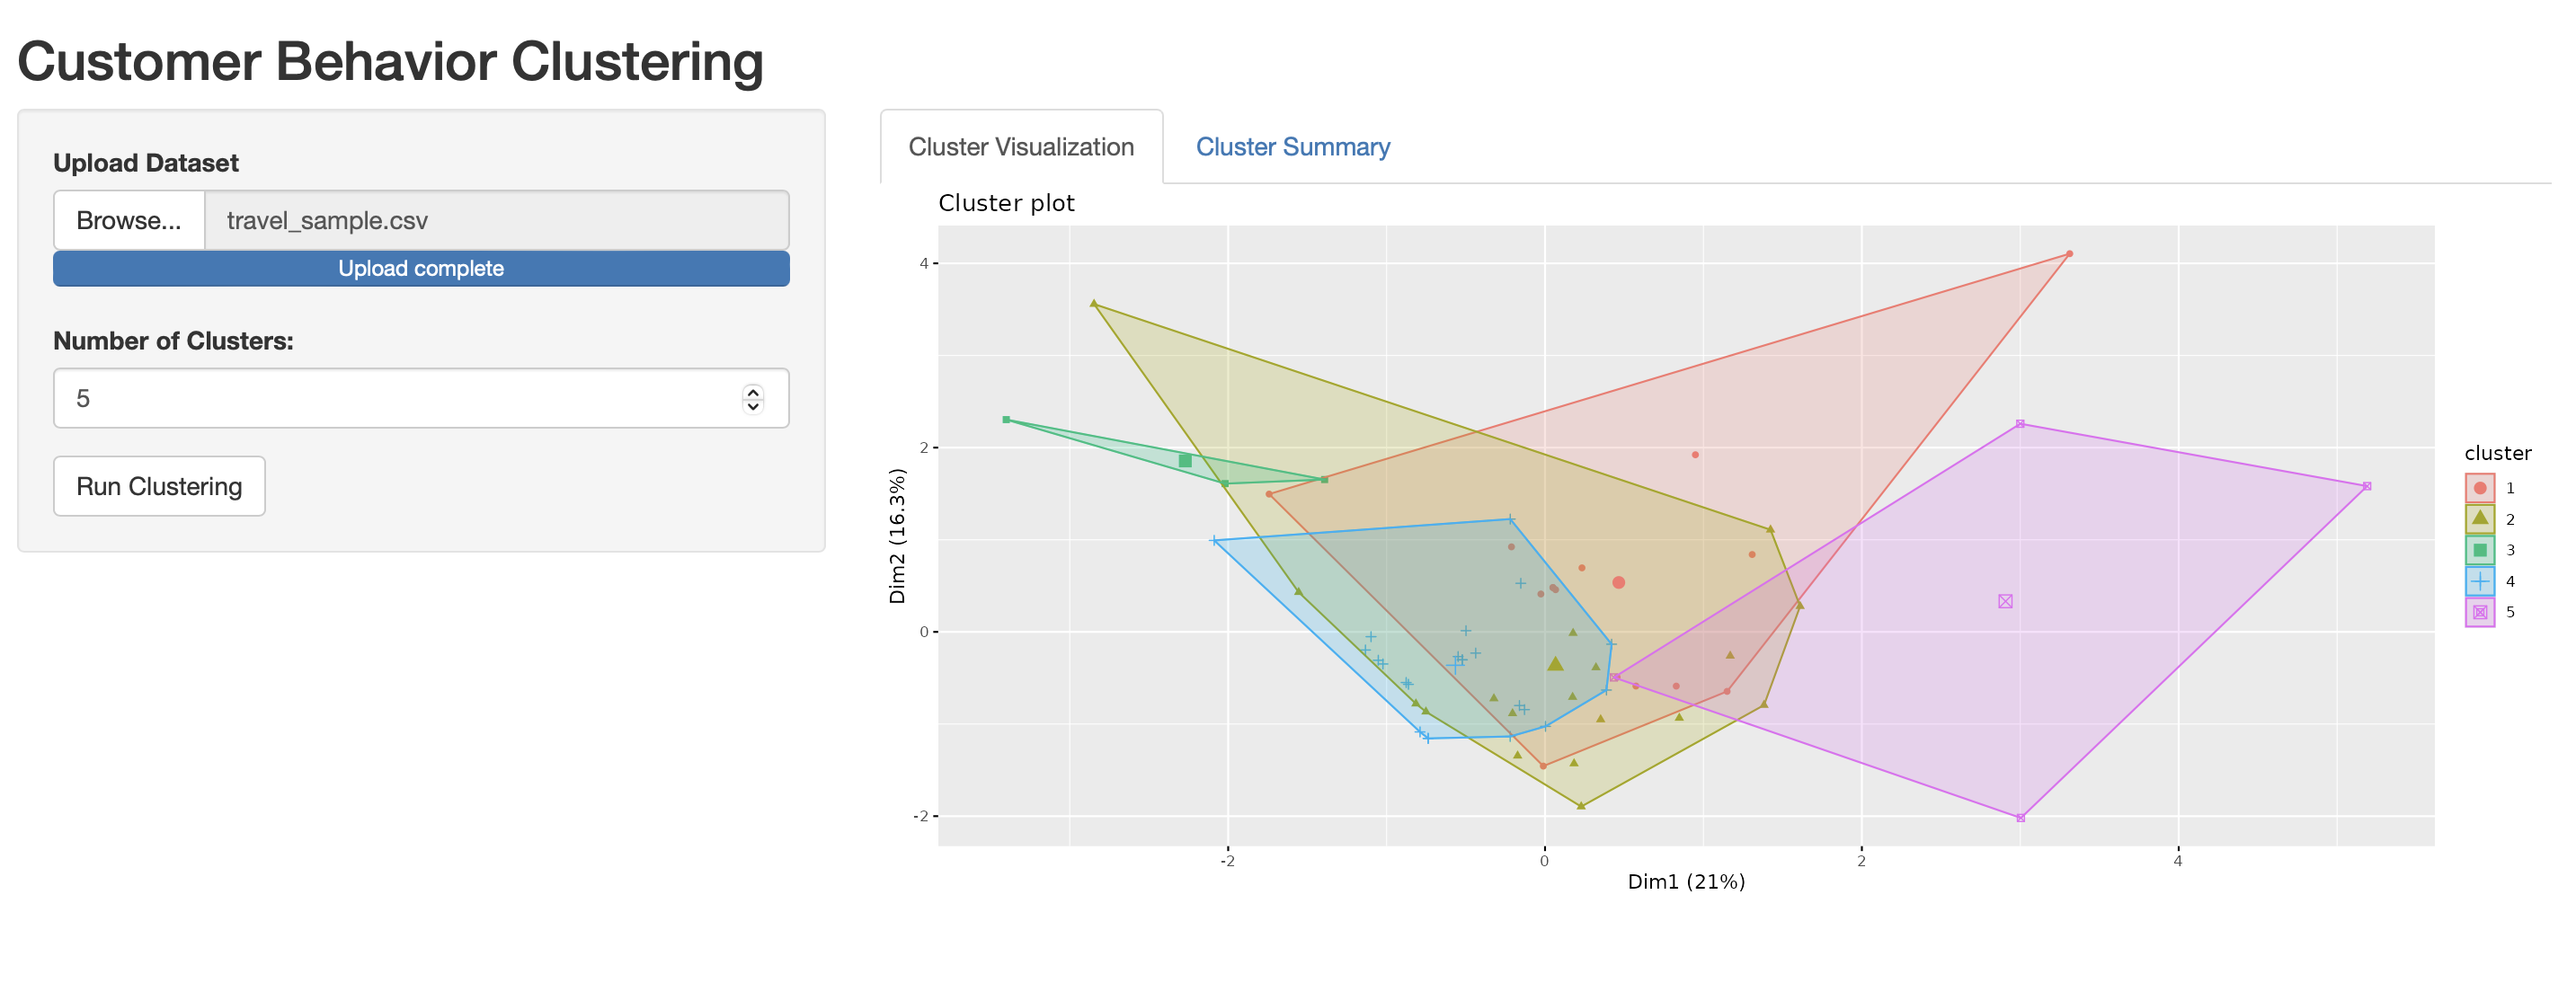 Customer Behavior Clustering
Upload Dataset
Browse...
travel_sample.csv
Upload complete
Number of Clusters:
5
Run Clustering
Cluster Visualization
Cluster Summary
Cluster plot
4
2
0
-2
Dim2 (16.3%)
-2
0
2
4
Dim1 (21%)
cluster
1
2
3
4
5